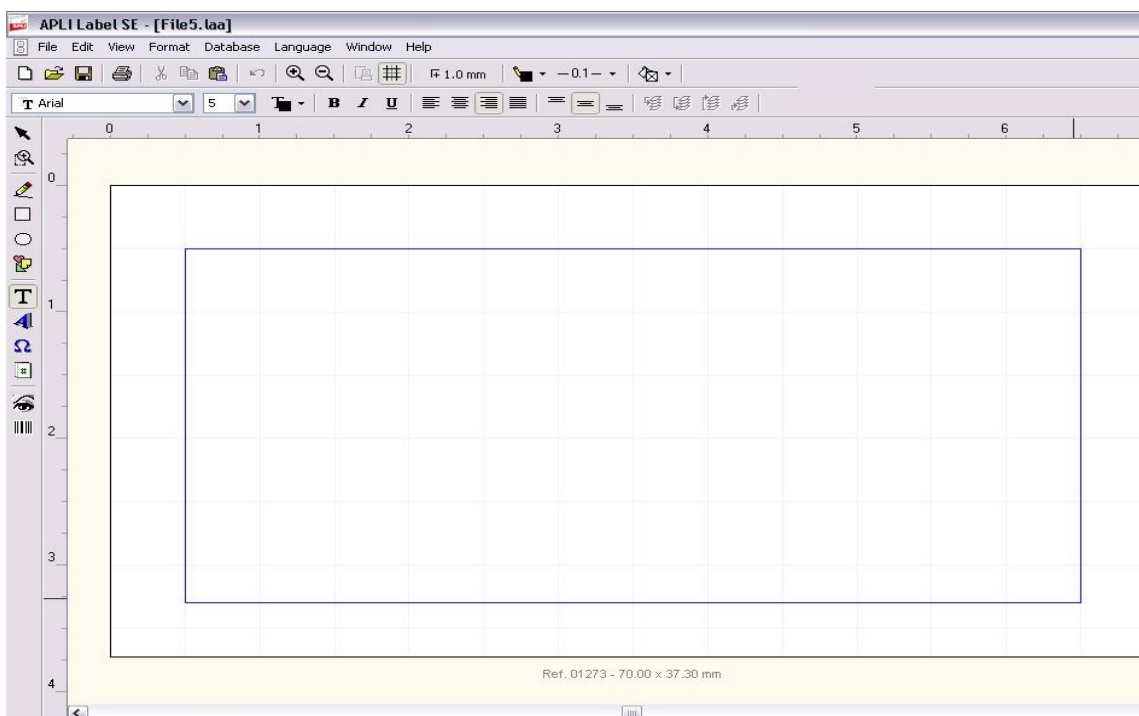 APLI Label SE - [File5.laa]
File Edit View Format Database Language Window Help
1.0 mm 0.1
T Arial 5 T B I U
0 1 2 3 4 5 6
0
1
T
A
Ω
2
3
4
Ref. 01273 - 70.00 x 37.30 mm